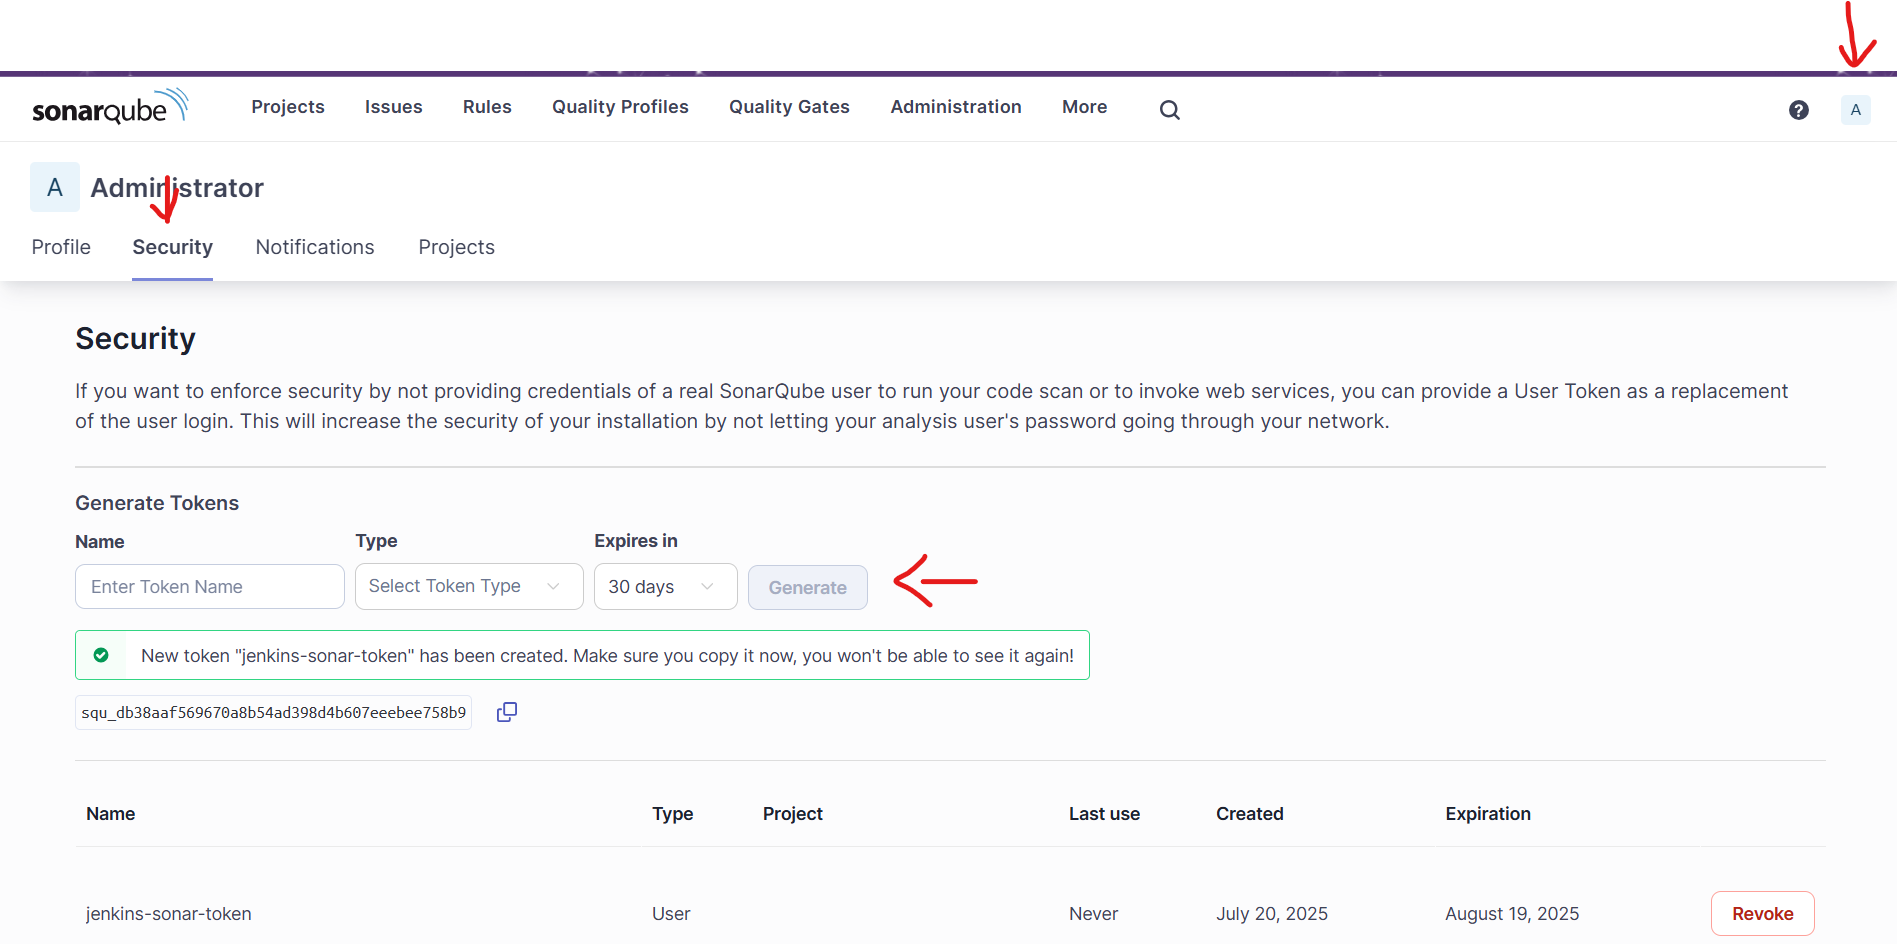 sonarqube Projects Issues Rules Quality Profiles Quality Gates Administration More ? A
A Administrator
Profile Security Notifications Projects
Security
If you want to enforce security by not providing credentials of a real SonarQube user to run your code scan or to invoke web services, you can provide a User Token as a replacement
of the user login. This will increase the security of your installation by not letting your analysis user's password going through your network.
Generate Tokens
Name Type Expires in
Enter Token Name Select Token Type 30 days Generate
New token "jenkins-sonar-token" has been created. Make sure you copy it now, you won't be able to see it again!
squ_db38aaf569670a8b54ad398d4b607eeebee758b9
Name Type Project Last use Created Expiration
jenkins-sonar-token User Never July 20, 2025 August 19, 2025 Revoke